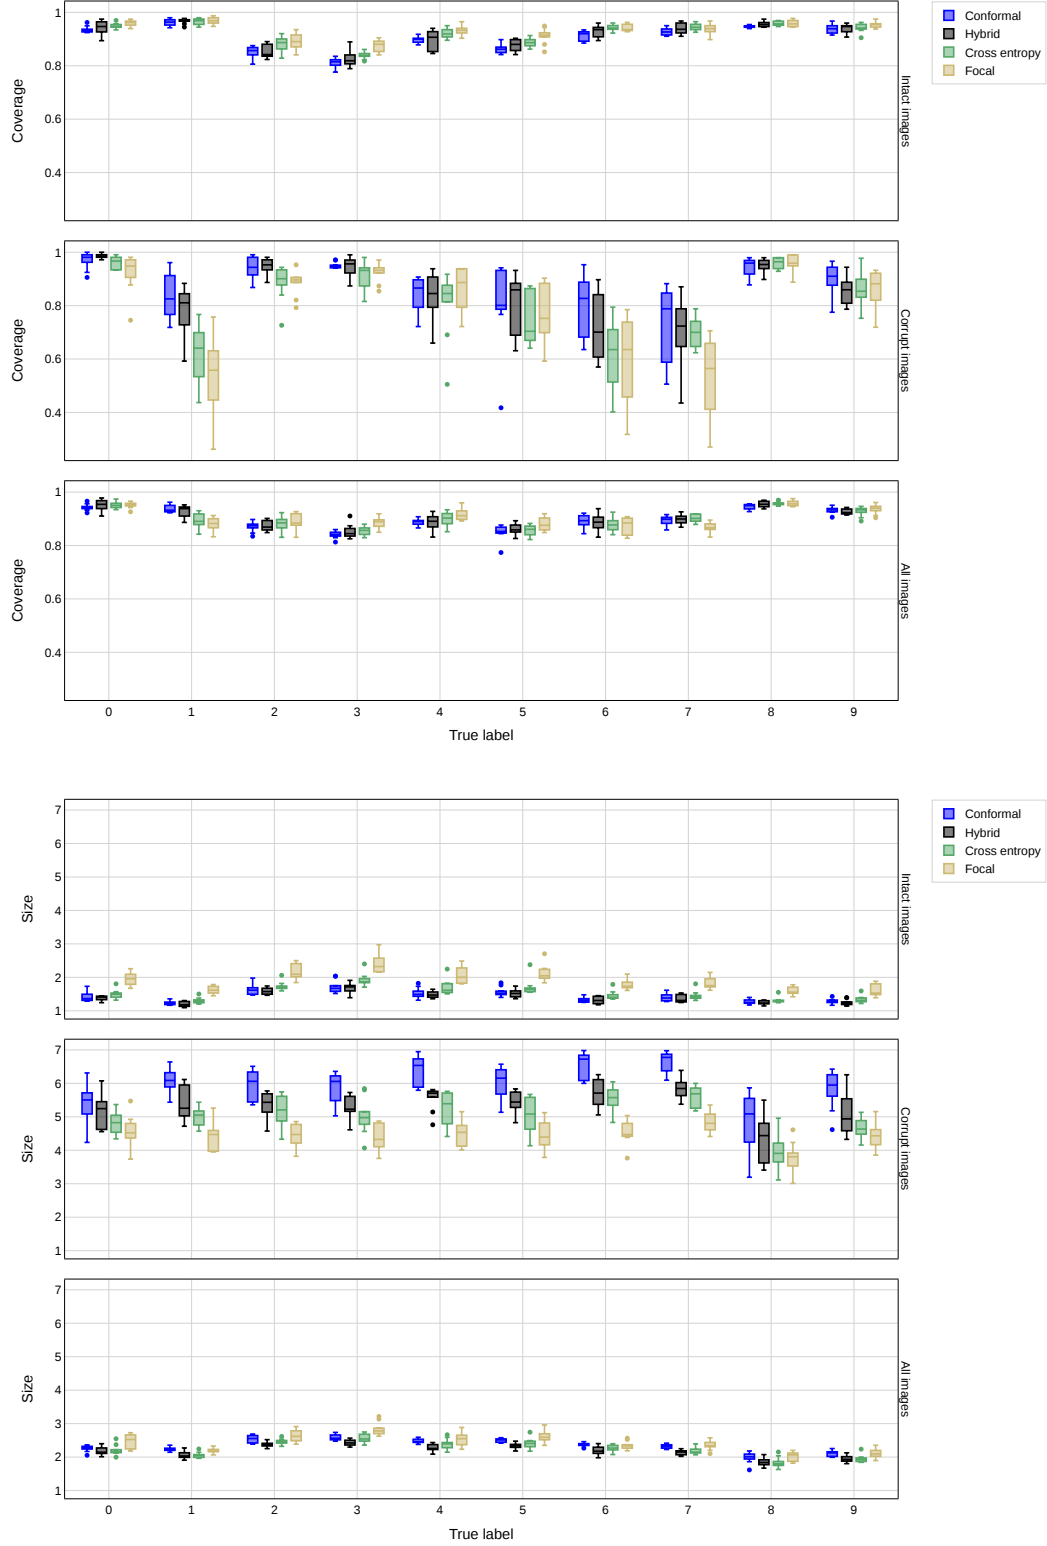 1
0.8
0.6
0.4
Coverage
Intact images
Conformal
Hybrid
Cross entropy
Focal
1
0.8
0.6
0.4
Coverage
Corrupt images
1
0.8
0.6
0.4
Coverage
All images
0 1 2 3 4 5 6 7 8 9
True label
7
6
5
4
3
2
1
Size
Intact images
Conformal
Hybrid
Cross entropy
Focal
7
6
5
4
3
2
1
Size
Corrupt images
7
6
5
4
3
2
1
Size
All images
0 1 2 3 4 5 6 7 8 9
True label